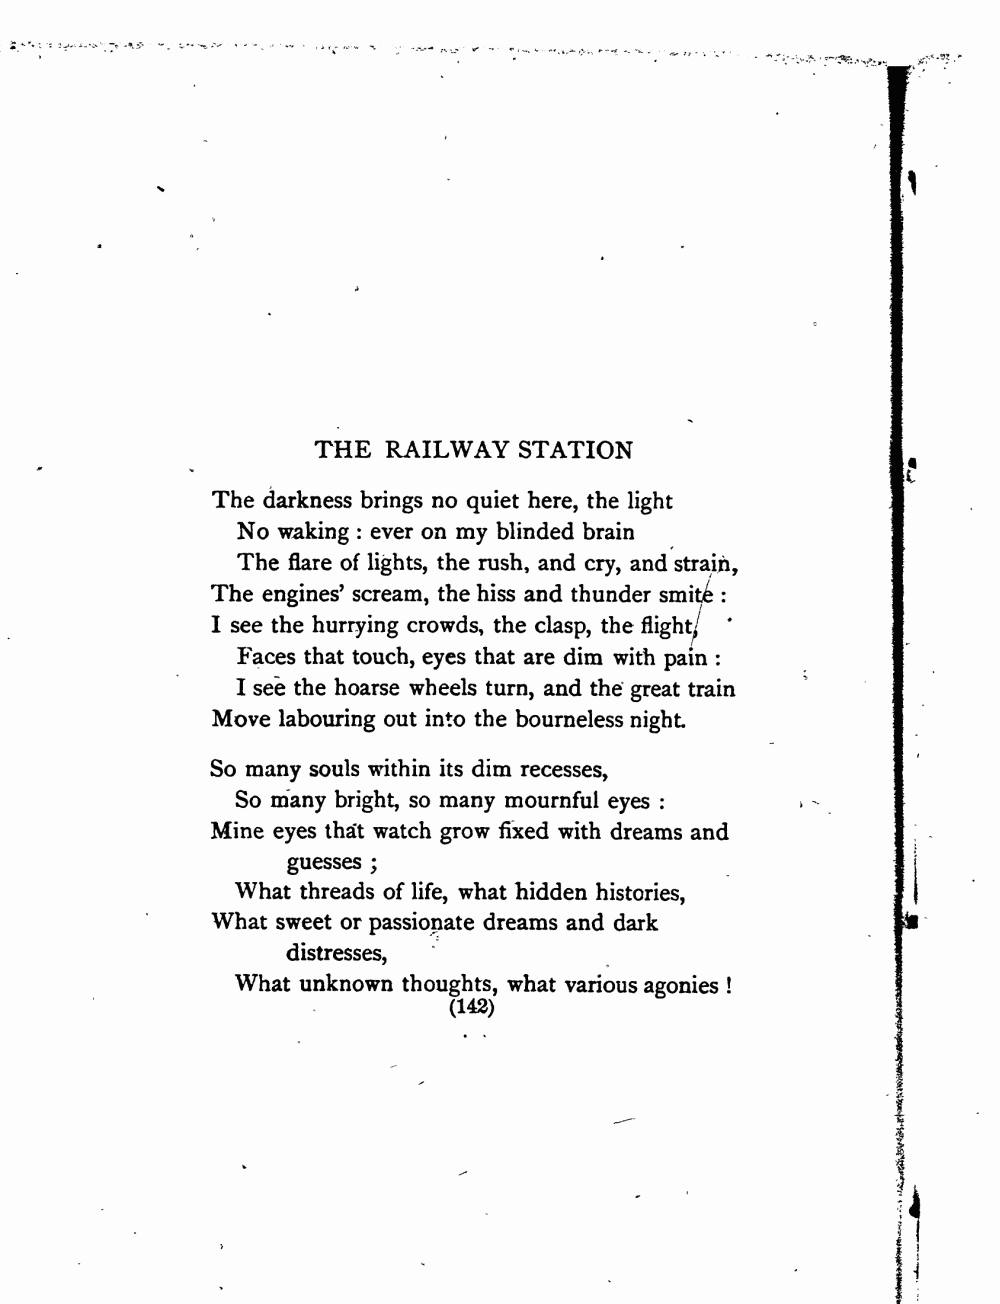 THE RAILWAY STATION
The darkness brings no quiet here, the light
No waking : ever on my blinded brain
The flare of lights, the rush, and cry, and strain,
The engines’ scream, the hiss and thunder smite :
I see the hurrying crowds, the clasp, the flight,
Faces that touch, eyes that are dim with pain :
I see the hoarse wheels turn, and the great train
Move labouring out into the bourneless night.
So many souls within its dim recesses,
So many bright, so many mournful eyes :
Mine eyes that watch grow fixed with dreams and
guesses ;
What threads of life, what hidden histories,
What sweet or passionate dreams and dark
distresses,
What unknown thoughts, what various agonies !
(142)